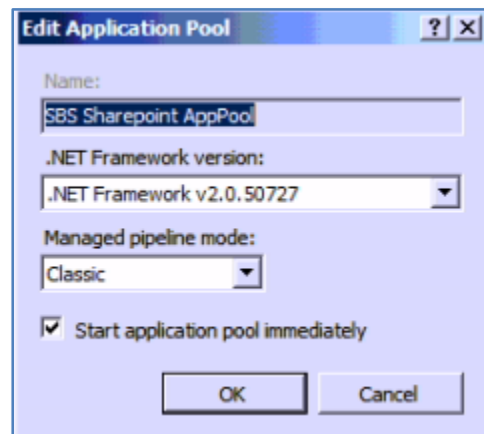 Edit Application Pool
Name:
SBS Sharepoint AppPool
.NET Framework version:
.NET Framework v2.0.50727
Managed pipeline mode:
Classic
Start application pool immediately
OK Cancel